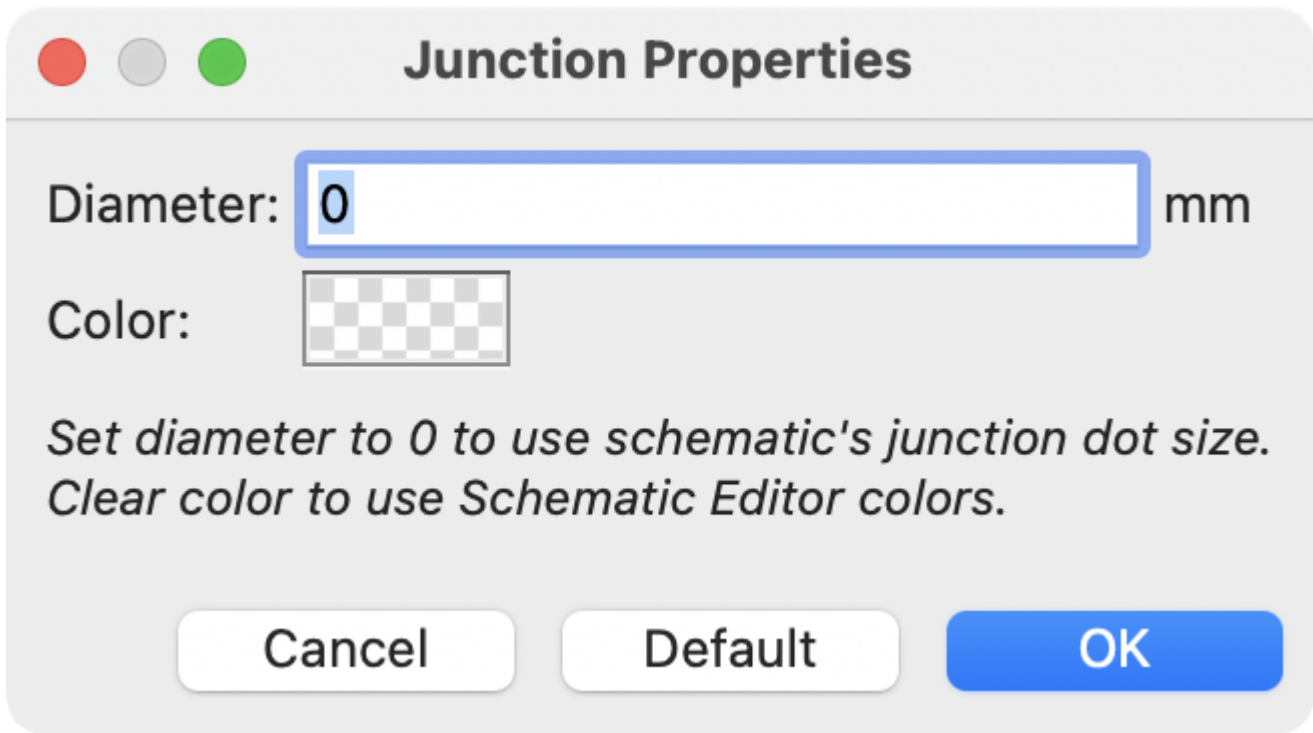 Junction Properties
Diameter: 0 mm
Color:
Set diameter to 0 to use schematic's junction dot size.
Clear color to use Schematic Editor colors.
Cancel Default OK